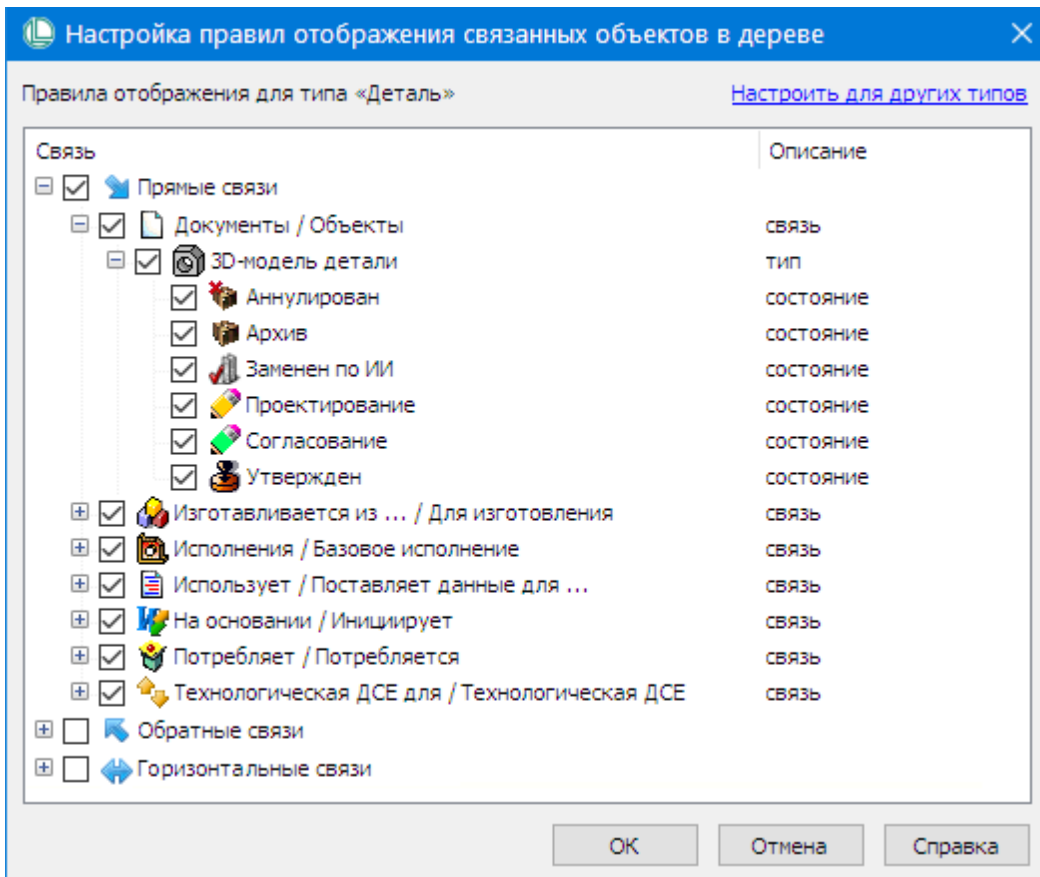 Настройка правил отображения связанных объектов в дереве
Правила отображения для типа «Деталь» Настроить для других типов
Связь Описание
Прямые связи
Документы / Объекты связь
3D-модель детали тип
Аннулирован состояние
Архив состояние
Заменен по ИИ состояние
Проектирование состояние
Согласование состояние
Утвержден состояние
Изготавливается из ... / Для изготовления связь
Исполнения / Базовое исполнение связь
Использует / Поставляет данные для ... связь
На основании / Инициирует связь
Потребляет / Потребляется связь
Технологическая ДСЕ для / Технологическая ДСЕ связь
Обратные связи
Горизонтальные связи
ОК Отмена Справка